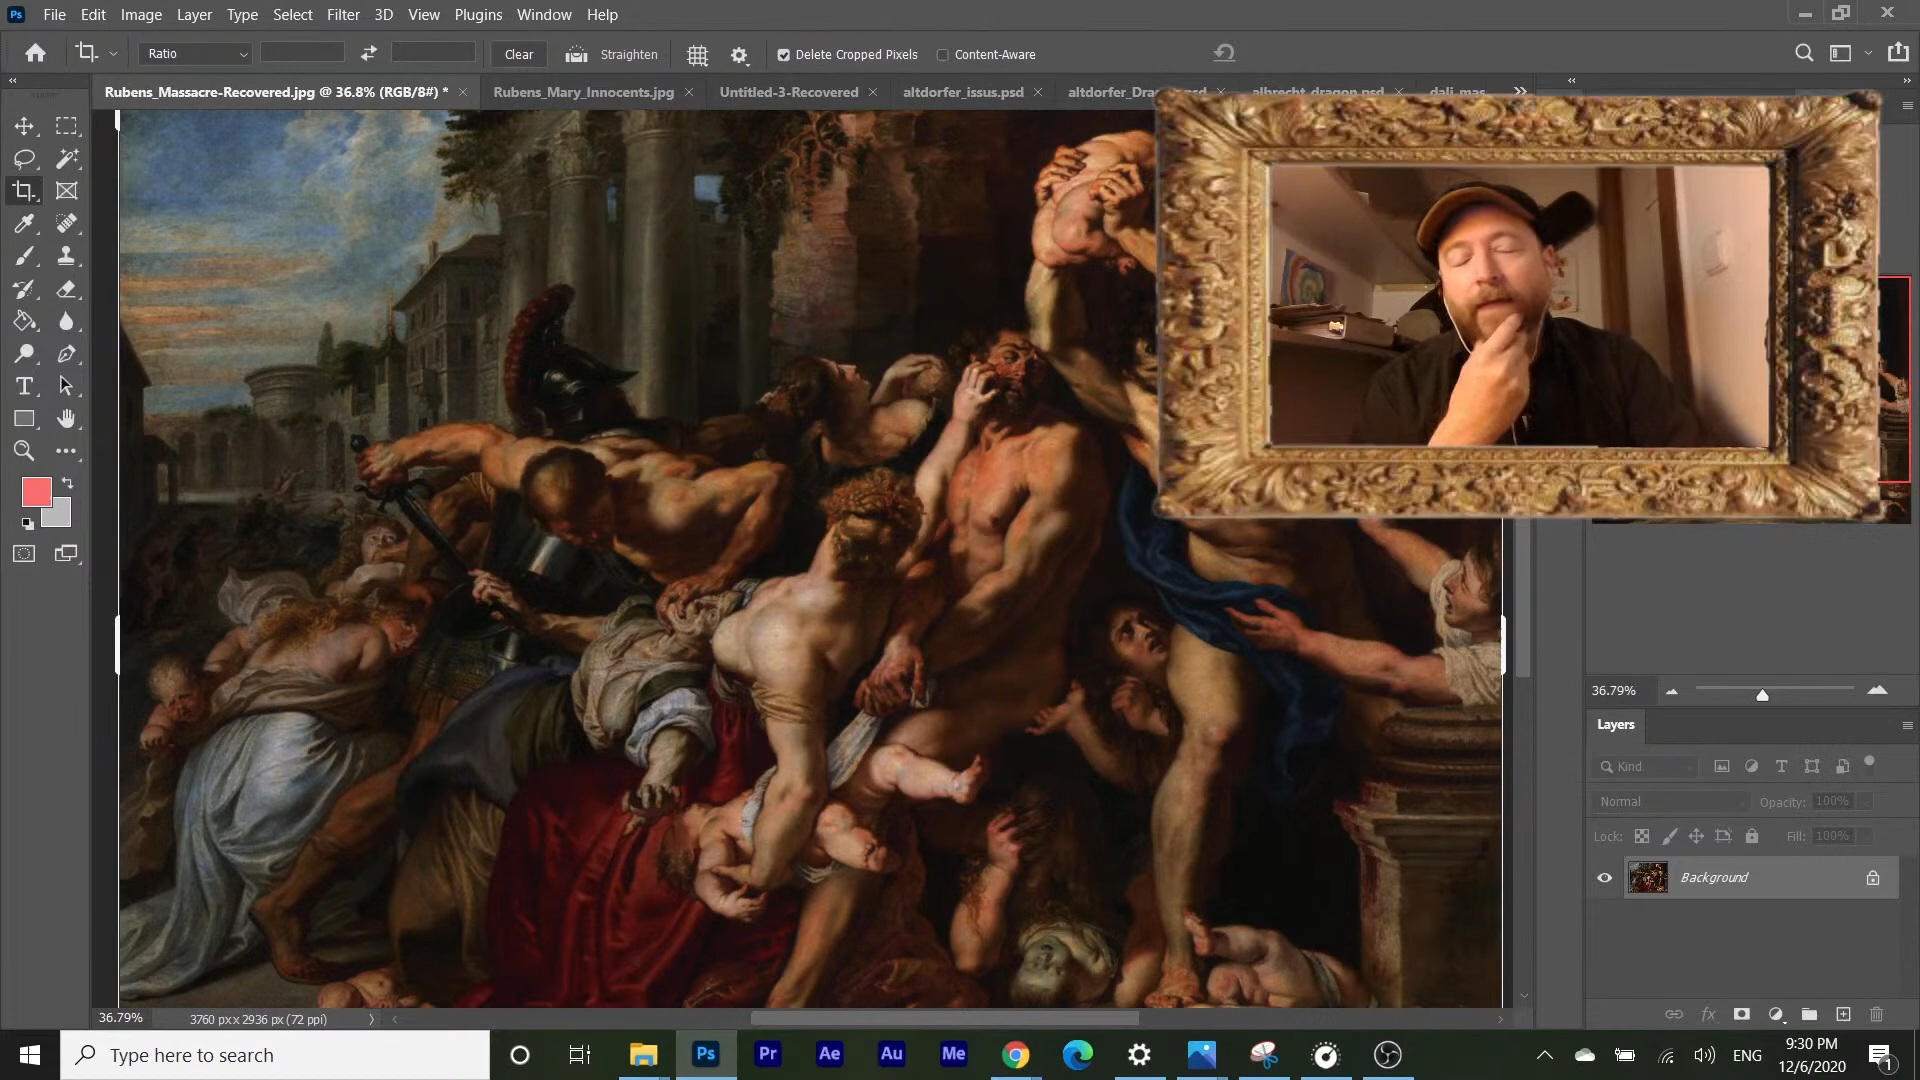 Ps File Edit Image Layer Type Select Filter 3D View Plugins Window Help
Ratio Clear Straighten Delete Cropped Pixels Content-Aware
Rubens_Massacre-Recovered.jpg @ 36.8% (RGB/8#) * Rubens_Mary_Innocents.jpg Untitled-3-Recovered altdorfer_issus.psd
36.79%
Layers
Kind
Normal Opacity: 100%
Lock: Fill: 100%
Background
fx
36.79% 3760 px x 2936 px (72 ppi)
Type here to search Ps Pr Ae Au Me ENG
9:30 PM
12/6/2020
1